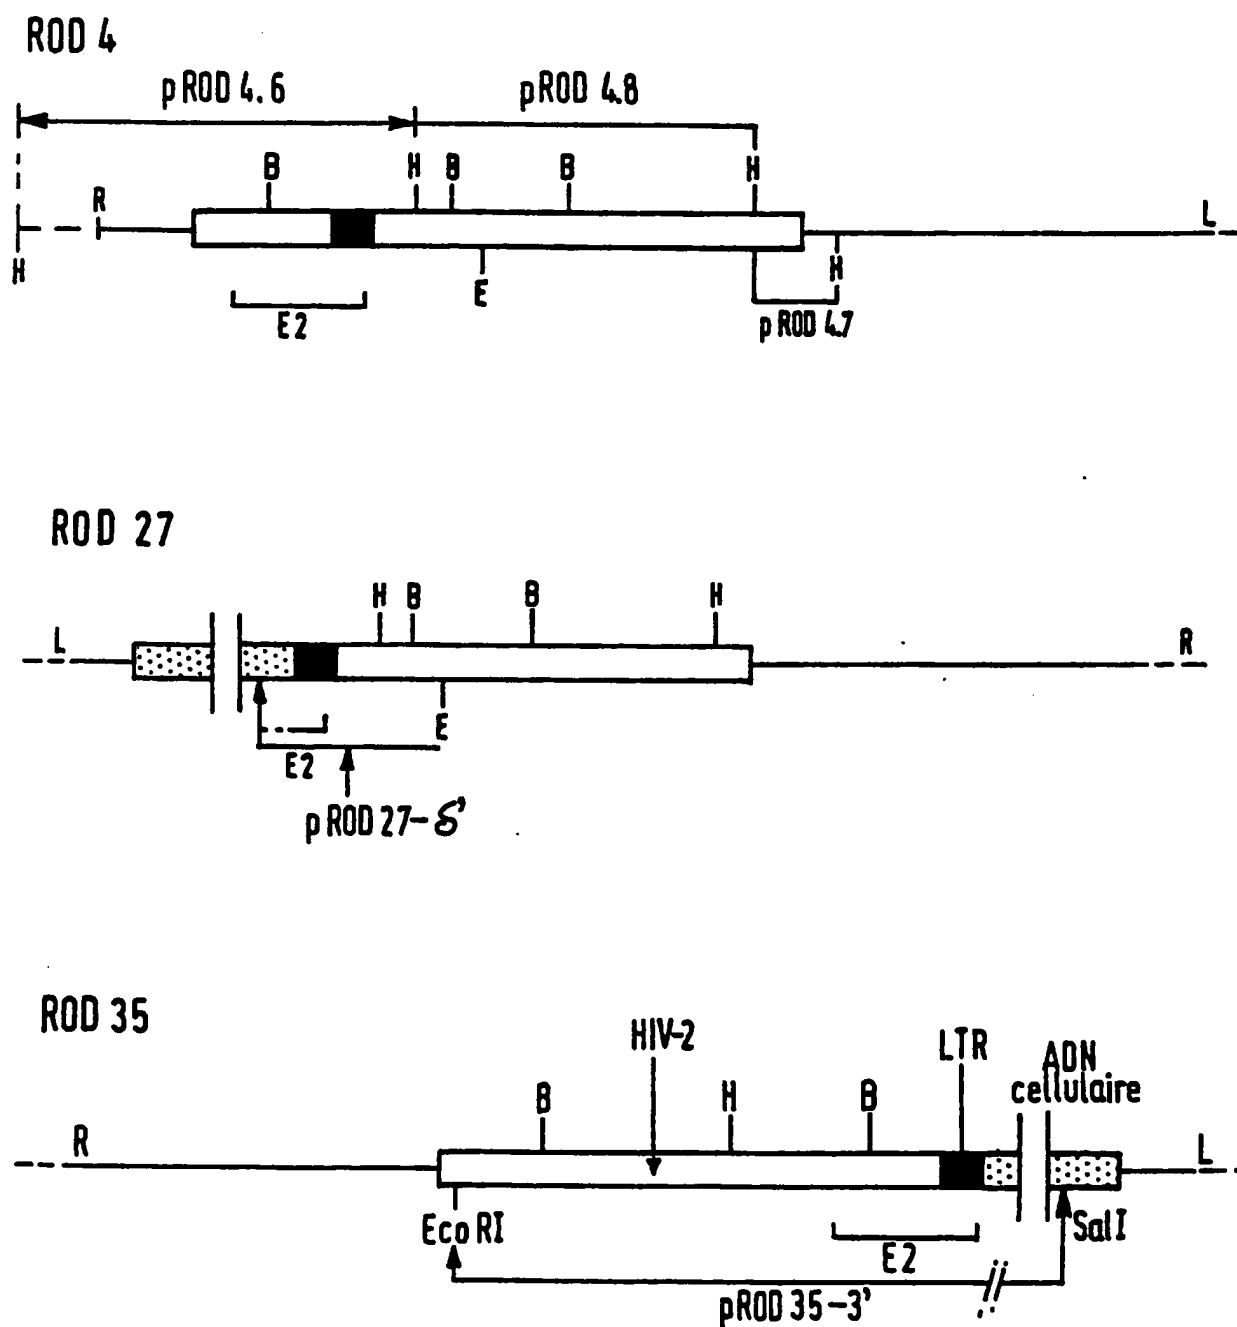 ROD 4
pROD 4.6
pROD 4.8
B
H
B
B
H
R
L
H
E
H
E2
pROD 4.7
ROD 27
H
B
B
H
L
R
E
E2
pROD 27-5'
ROD 35
HIV-2
LTR
ADN
cellulaire
B
H
B
R
L
EcoRI
SalI
E2
pROD 35-3'